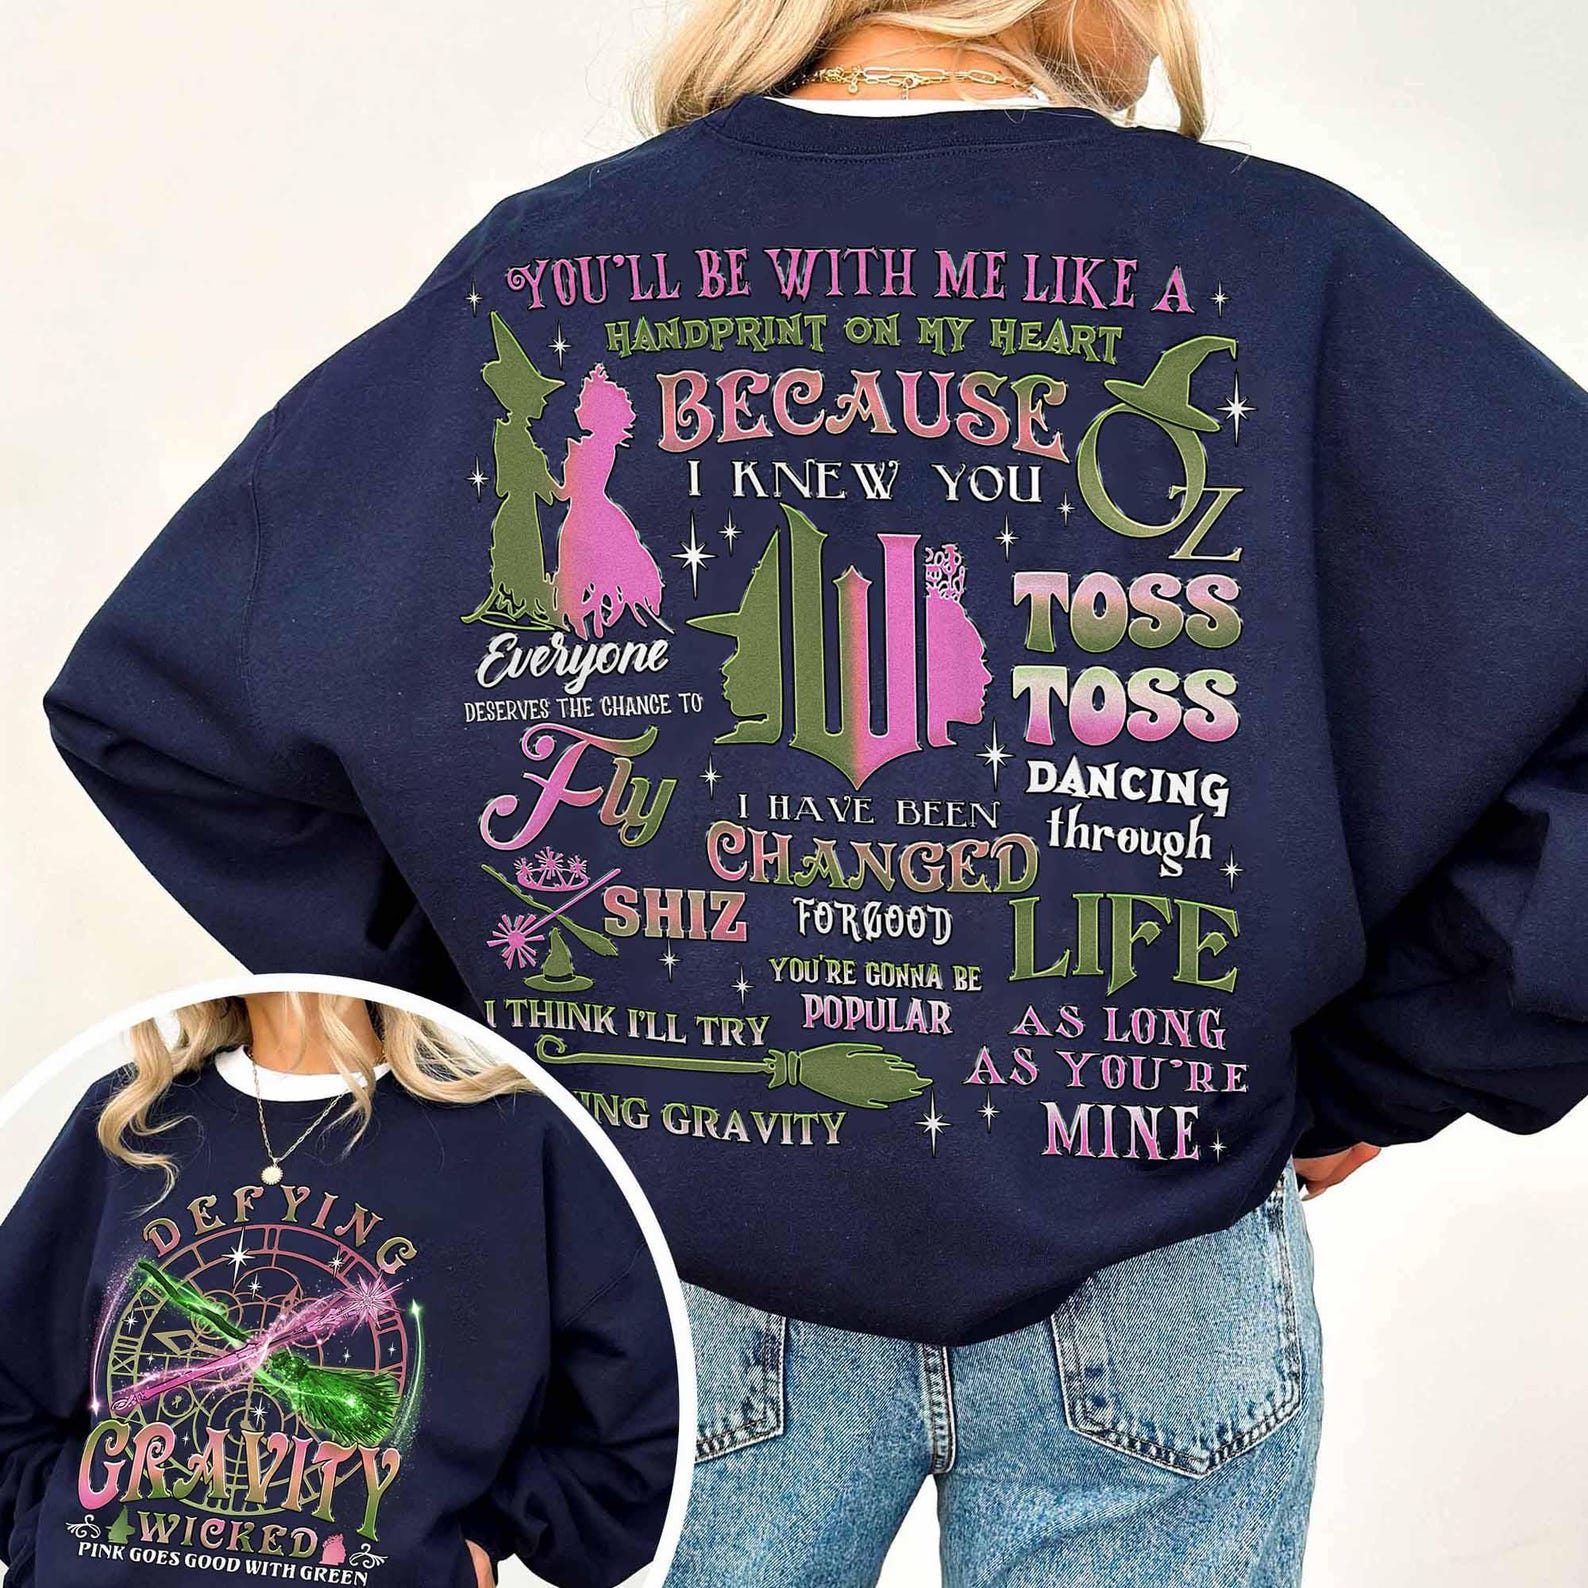 YOU'LL BE WITH ME LIKE A
HANDPRINT ON MY HEART
BECAUSE
I KNEW YOU
OZ
W
Everyone
DESERVES THE CHANCE TO
Fly
TOSS
TOSS
DANCING
through
LIFE
I HAVE BEEN
CHANGED
FOR GOOD
SHIZ
YOU'RE GONNA BE
POPULAR
I THINK I'LL TRY
GRAVITY
AS LONG
AS YOU'RE
MINE
DEFYING
GRAVITY
WICKED
PINK GOES GOOD WITH GREEN